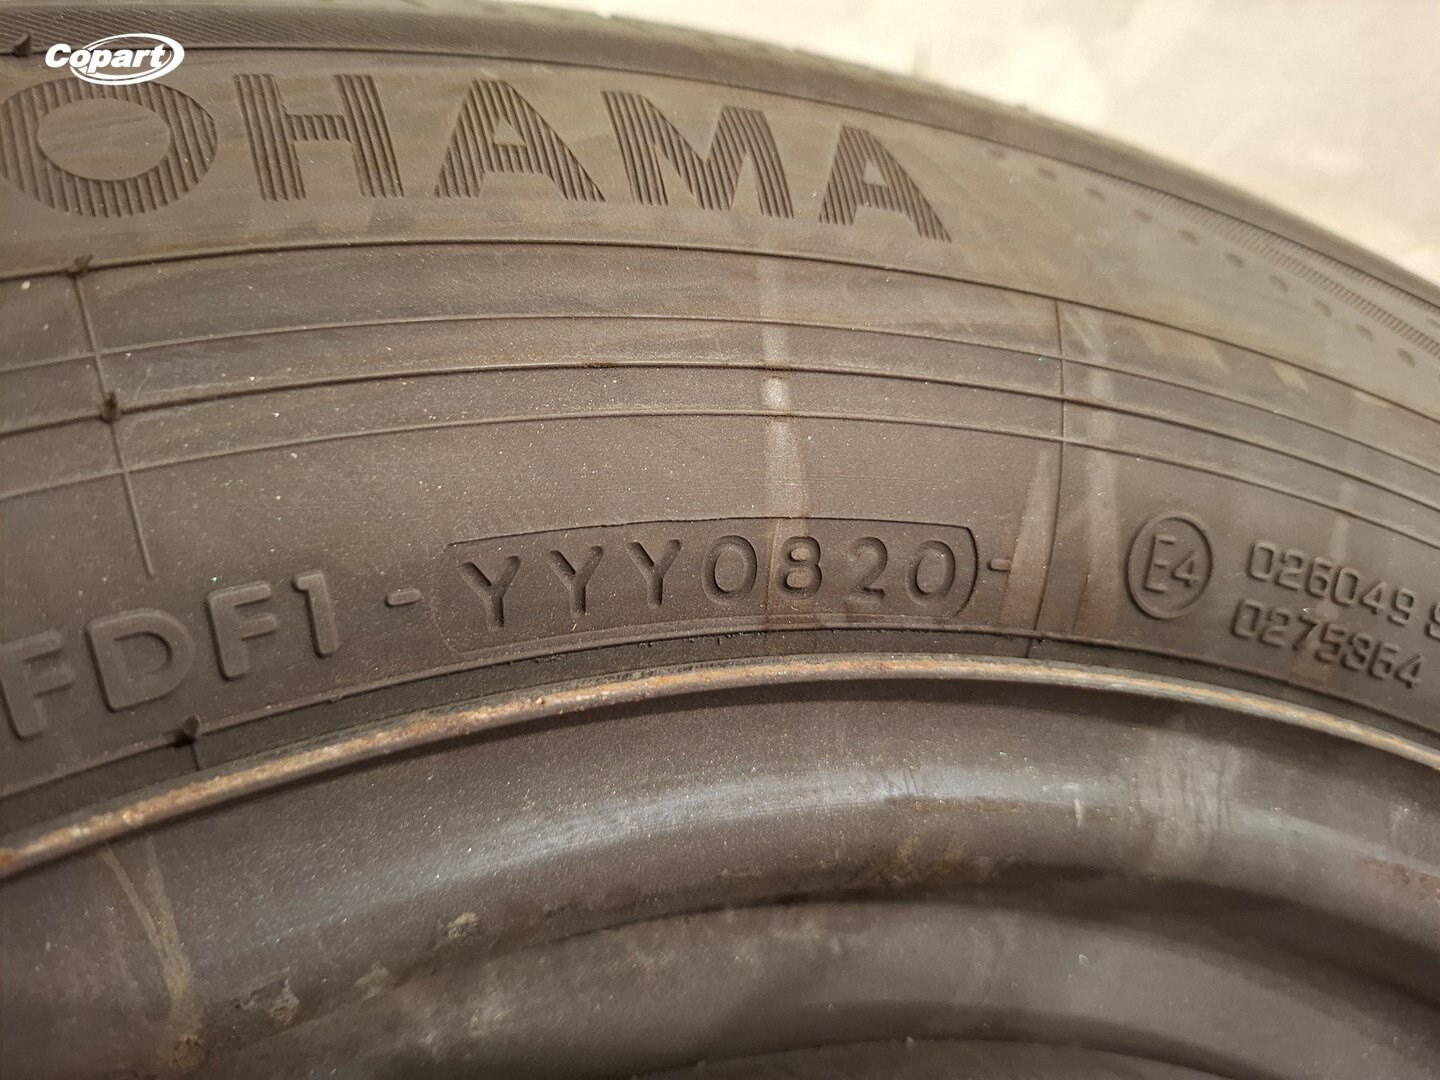 Copart
OHAMA
FDF1 - YYY0820 -
E4
026049 S
0275364